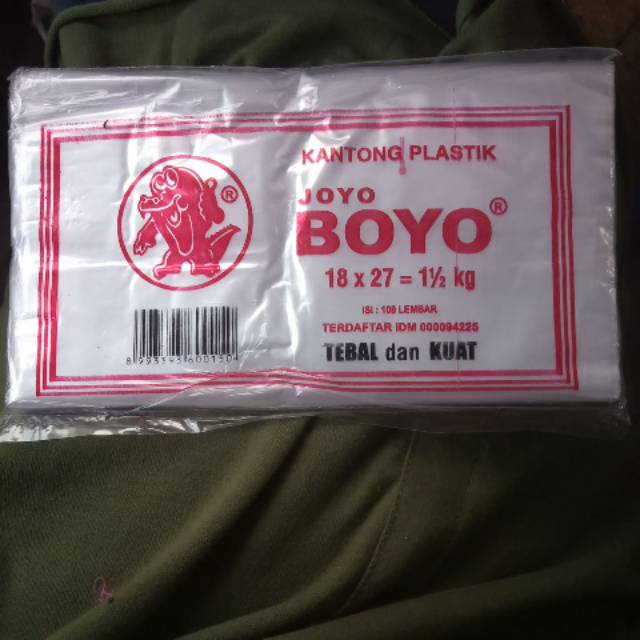 KANTONG PLASTIK
JOYO
BOYO®
18 x 27 = 1½ kg
ISI : 100 LEMBAR
TERDAFTAR IDM 000094225
TEBAL dan KUAT